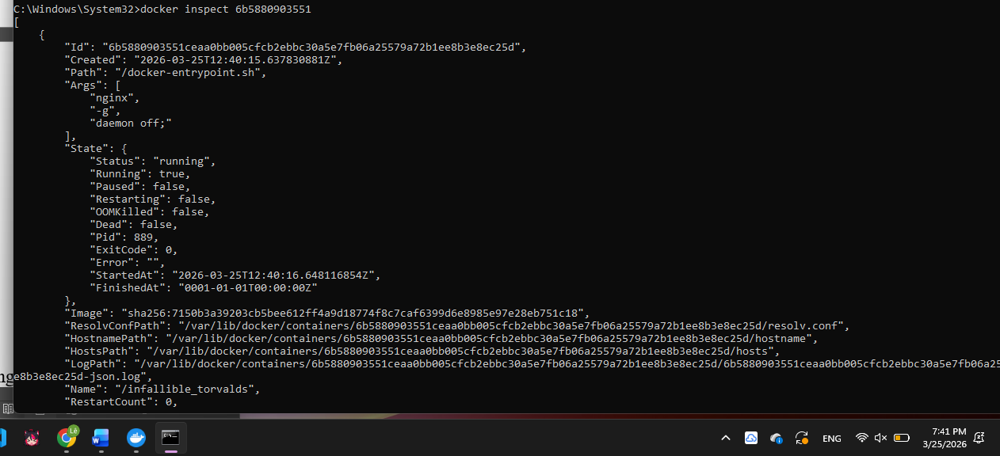 C:\Windows\System32>docker inspect 6b5880903551
[
    {
        "Id": "6b5880903551ceaa0bb005cfcb2ebbc30a5e7fb06a25579a72b1ee8b3e8ec25d",
        "Created": "2026-03-25T12:40:15.637830881Z",
        "Path": "/docker-entrypoint.sh",
        "Args": [
            "nginx",
            "-g",
            "daemon off;"
        ],
        "State": {
            "Status": "running",
            "Running": true,
            "Paused": false,
            "Restarting": false,
            "OOMKilled": false,
            "Dead": false,
            "Pid": 889,
            "ExitCode": 0,
            "Error": "",
            "StartedAt": "2026-03-25T12:40:16.648116854Z",
            "FinishedAt": "0001-01-01T00:00:00Z"
        },
        "Image": "sha256:7150b3a39203cb5bee612ff4a9d18774f8c7caf6399d6e8985e97e28eb751c18",
        "ResolvConfPath": "/var/lib/docker/containers/6b5880903551ceaa0bb005cfcb2ebbc30a5e7fb06a25579a72b1ee8b3e8ec25d/resolv.conf",
        "HostnamePath": "/var/lib/docker/containers/6b5880903551ceaa0bb005cfcb2ebbc30a5e7fb06a25579a72b1ee8b3e8ec25d/hostname",
        "HostsPath": "/var/lib/docker/containers/6b5880903551ceaa0bb005cfcb2ebbc30a5e7fb06a25579a72b1ee8b3e8ec25d/hosts",
        "LogPath": "/var/lib/docker/containers/6b5880903551ceaa0bb005cfcb2ebbc30a5e7fb06a25579a72b1ee8b3e8ec25d/6b5880903551ceaa0bb005cfcb2ebbc30a5e7fb06a25
e8b3e8ec25d-json.log",
        "Name": "/infallible_torvalds",
        "RestartCount": 0,
Lê
W
ENG
7:41 PM
3/25/2026